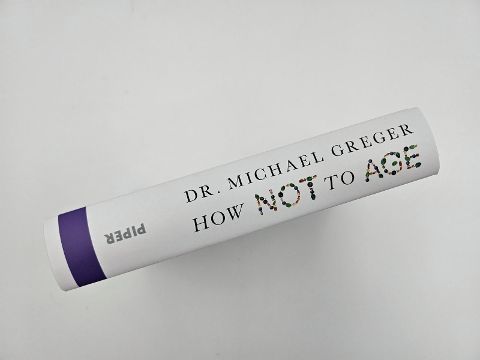 DR. MICHAEL GREGER
HOW NOT TO AGE
PIPER